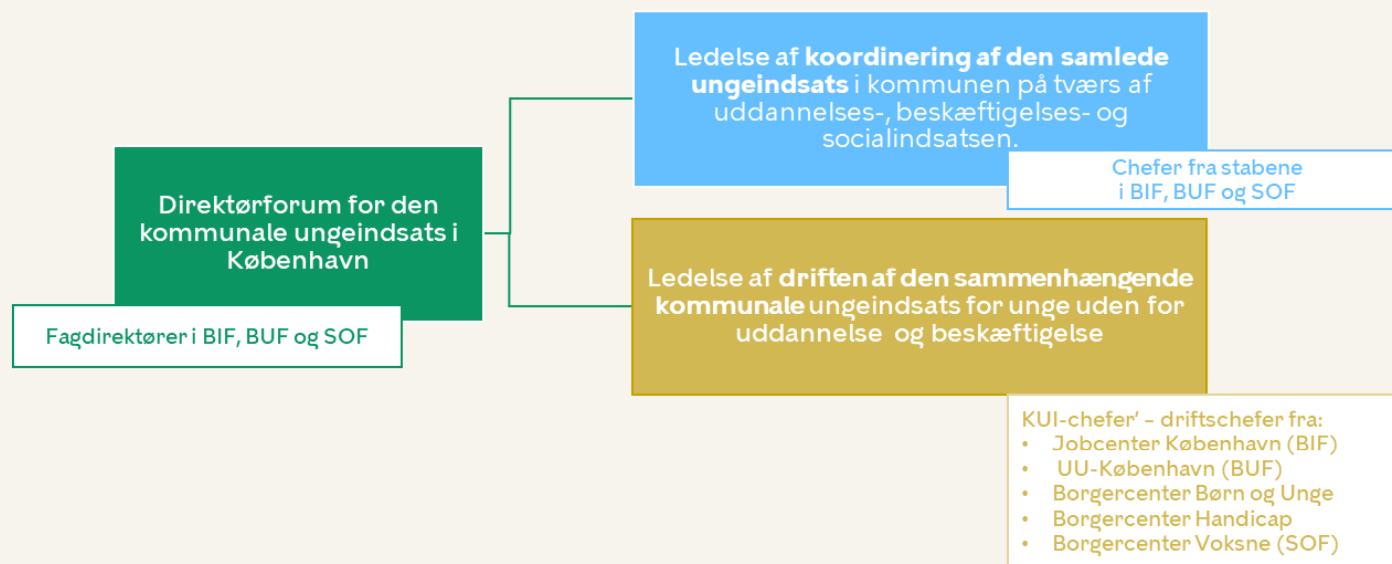 Direktørforum for den
kommunale ungeindsats i
København
Fagdirektører i BIF, BUF og SOF
Ledelse af koordinering af den samlede
ungeindsats i kommunen på tværs af
uddannelses-, beskæftigelses- og
socialindsatsen.
Chefer fra stabene
i BIF, BUF og SOF
Ledelse af driften af den sammenhængende
kommunale ungeindsats for unge uden for
uddannelse og beskæftigelse
KUI-chefer’ – driftschefer fra:
• Jobcenter København (BIF)
• UU-København (BUF)
• Borgercenter Børn og Unge
• Borgercenter Handicap
• Borgercenter Voksne (SOF)